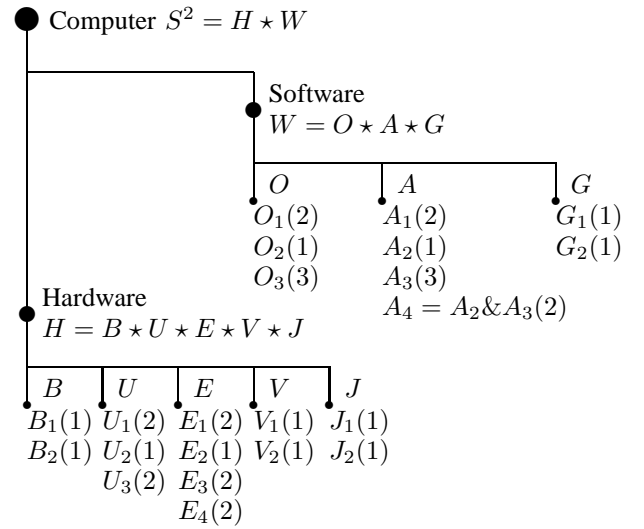 Computer S² = H ⋆ W
Software
W = O ⋆ A ⋆ G
O A G
O₁(2) A₁(2) G₁(1)
O₂(1) A₂(1) G₂(1)
O₃(3) A₃(3)
A₄ = A₂&A₃(2)
Hardware
H = B ⋆ U ⋆ E ⋆ V ⋆ J
B U E V J
B₁(1) U₁(2) E₁(2) V₁(1) J₁(1)
B₂(1) U₂(1) E₂(1) V₂(1) J₂(1)
U₃(2) E₃(2)
E₄(2)